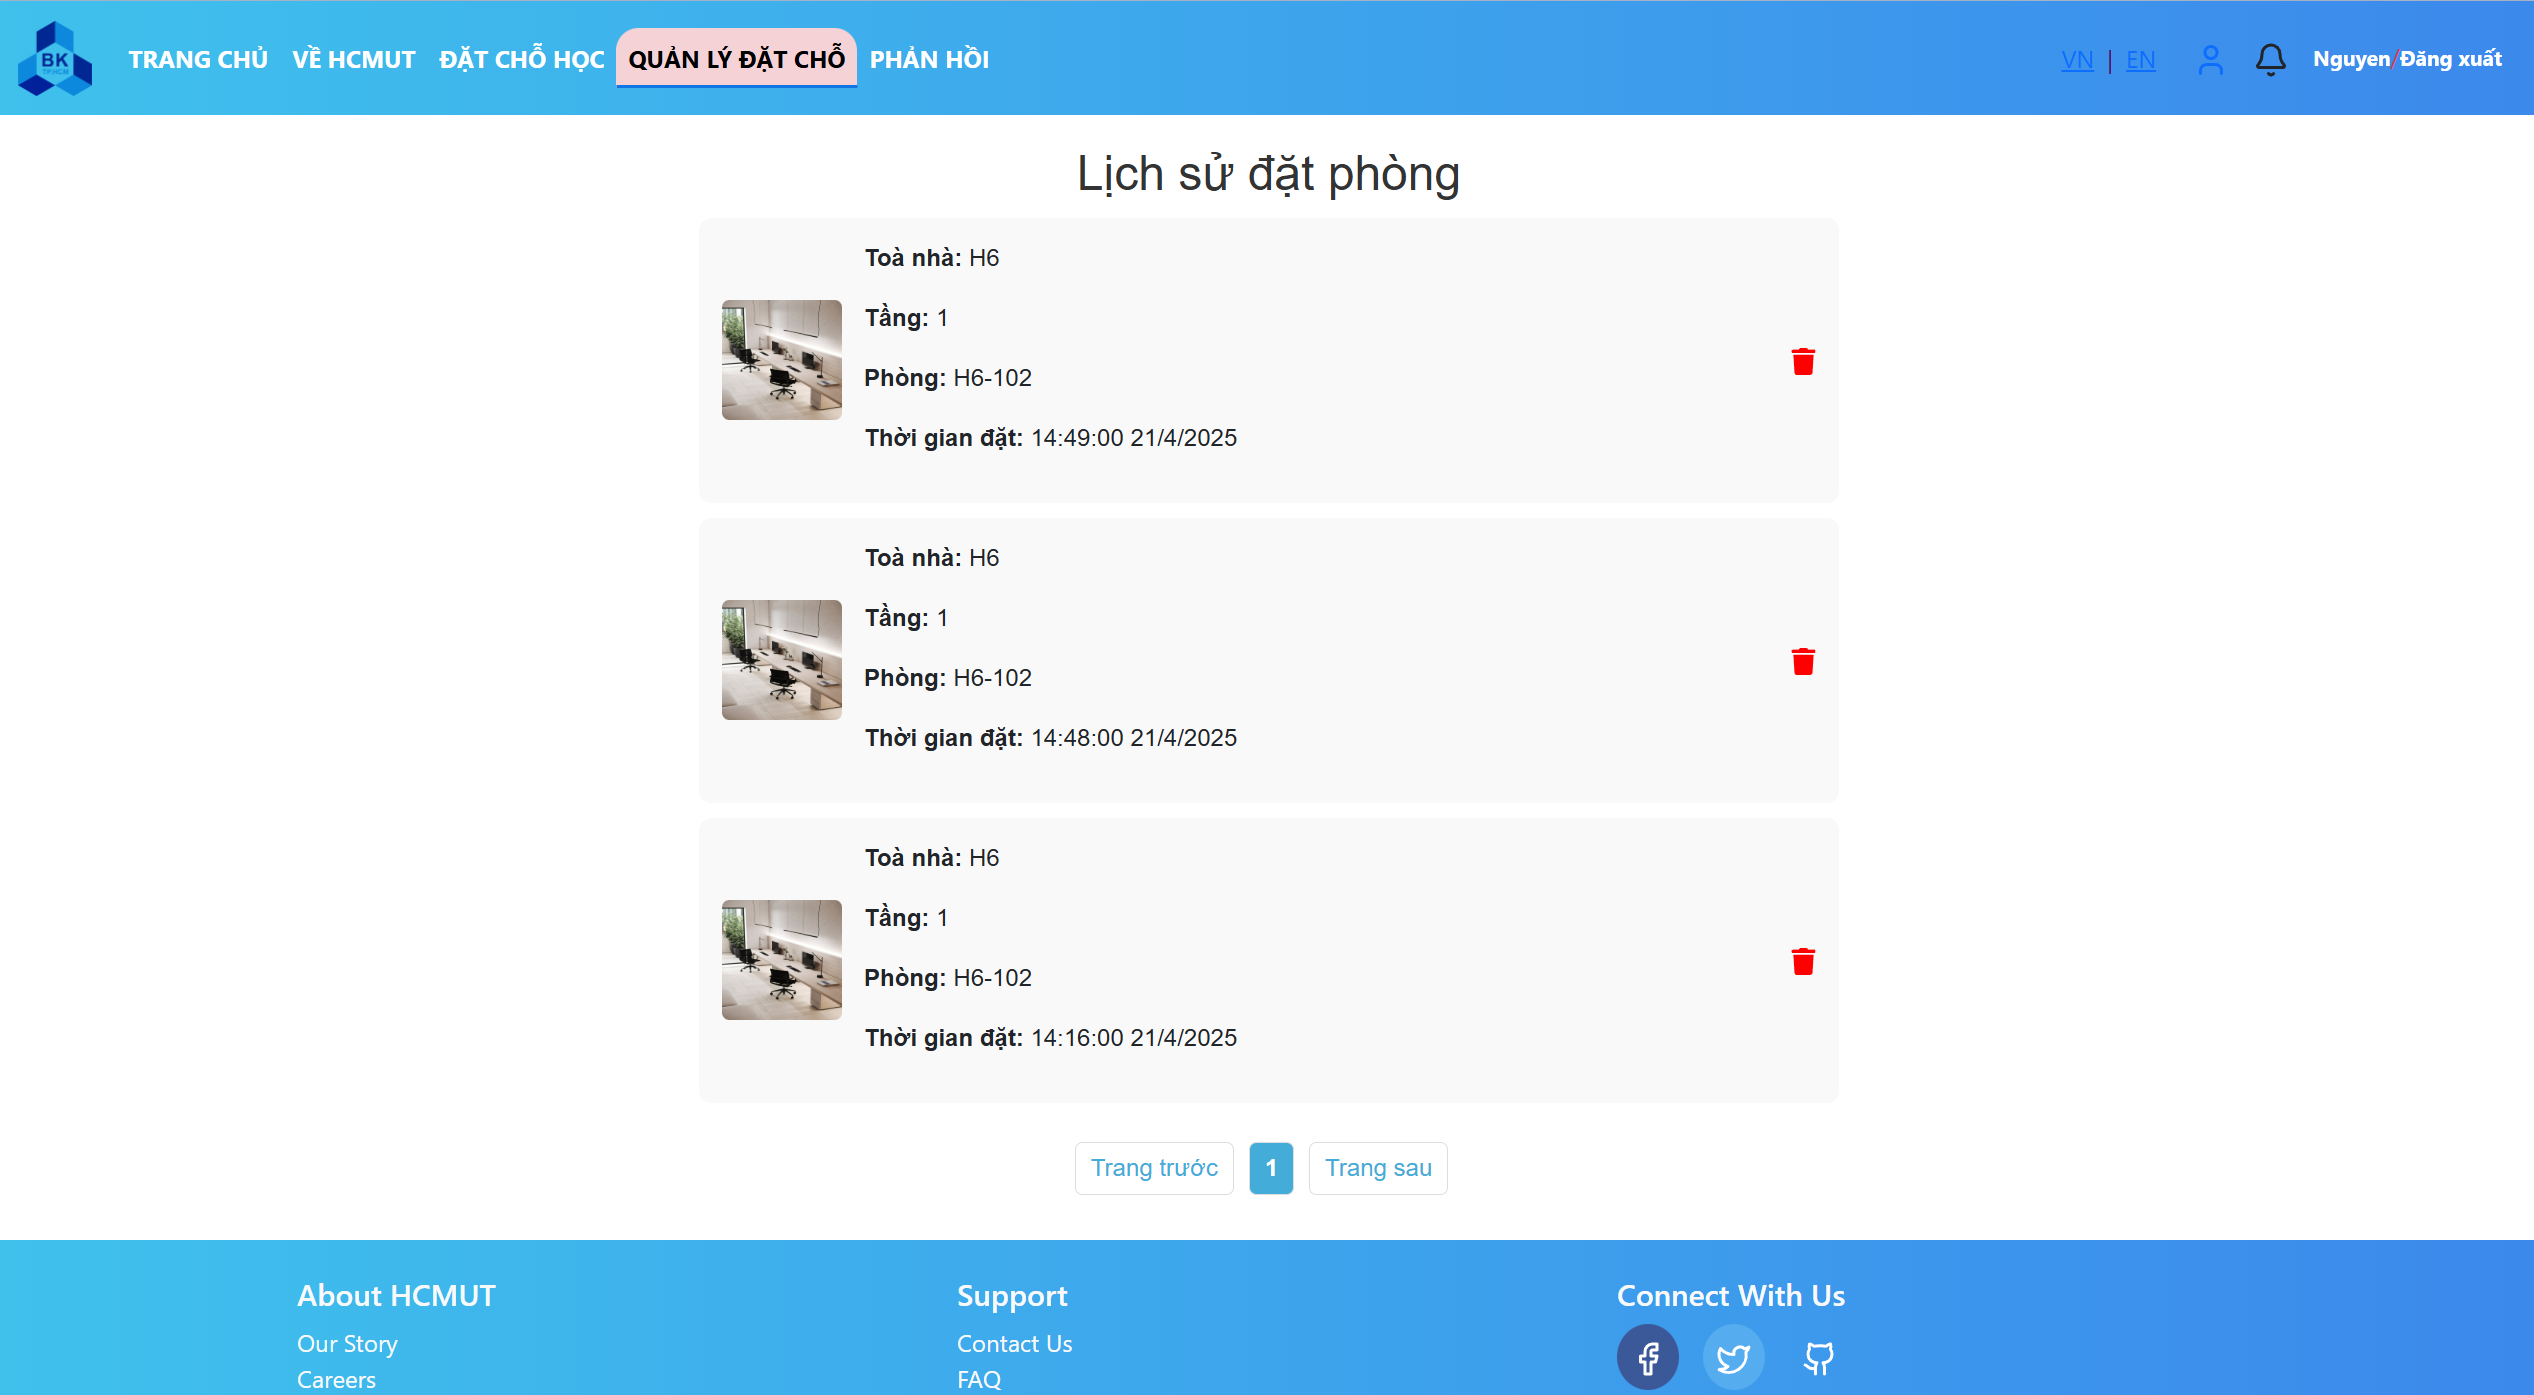 BK
TP.HCM
TRANG CHỦ VỀ HCMUT ĐẶT CHỖ HỌC QUẢN LÝ ĐẶT CHỖ PHẢN HỒI VN | EN Nguyen/Đăng xuất
Lịch sử đặt phòng
Toà nhà: H6
Tầng: 1
Phòng: H6-102
Thời gian đặt: 14:49:00 21/4/2025
Toà nhà: H6
Tầng: 1
Phòng: H6-102
Thời gian đặt: 14:48:00 21/4/2025
Toà nhà: H6
Tầng: 1
Phòng: H6-102
Thời gian đặt: 14:16:00 21/4/2025
Trang trước 1 Trang sau
About HCMUT
Our Story
Careers
Support
Contact Us
FAQ
Connect With Us